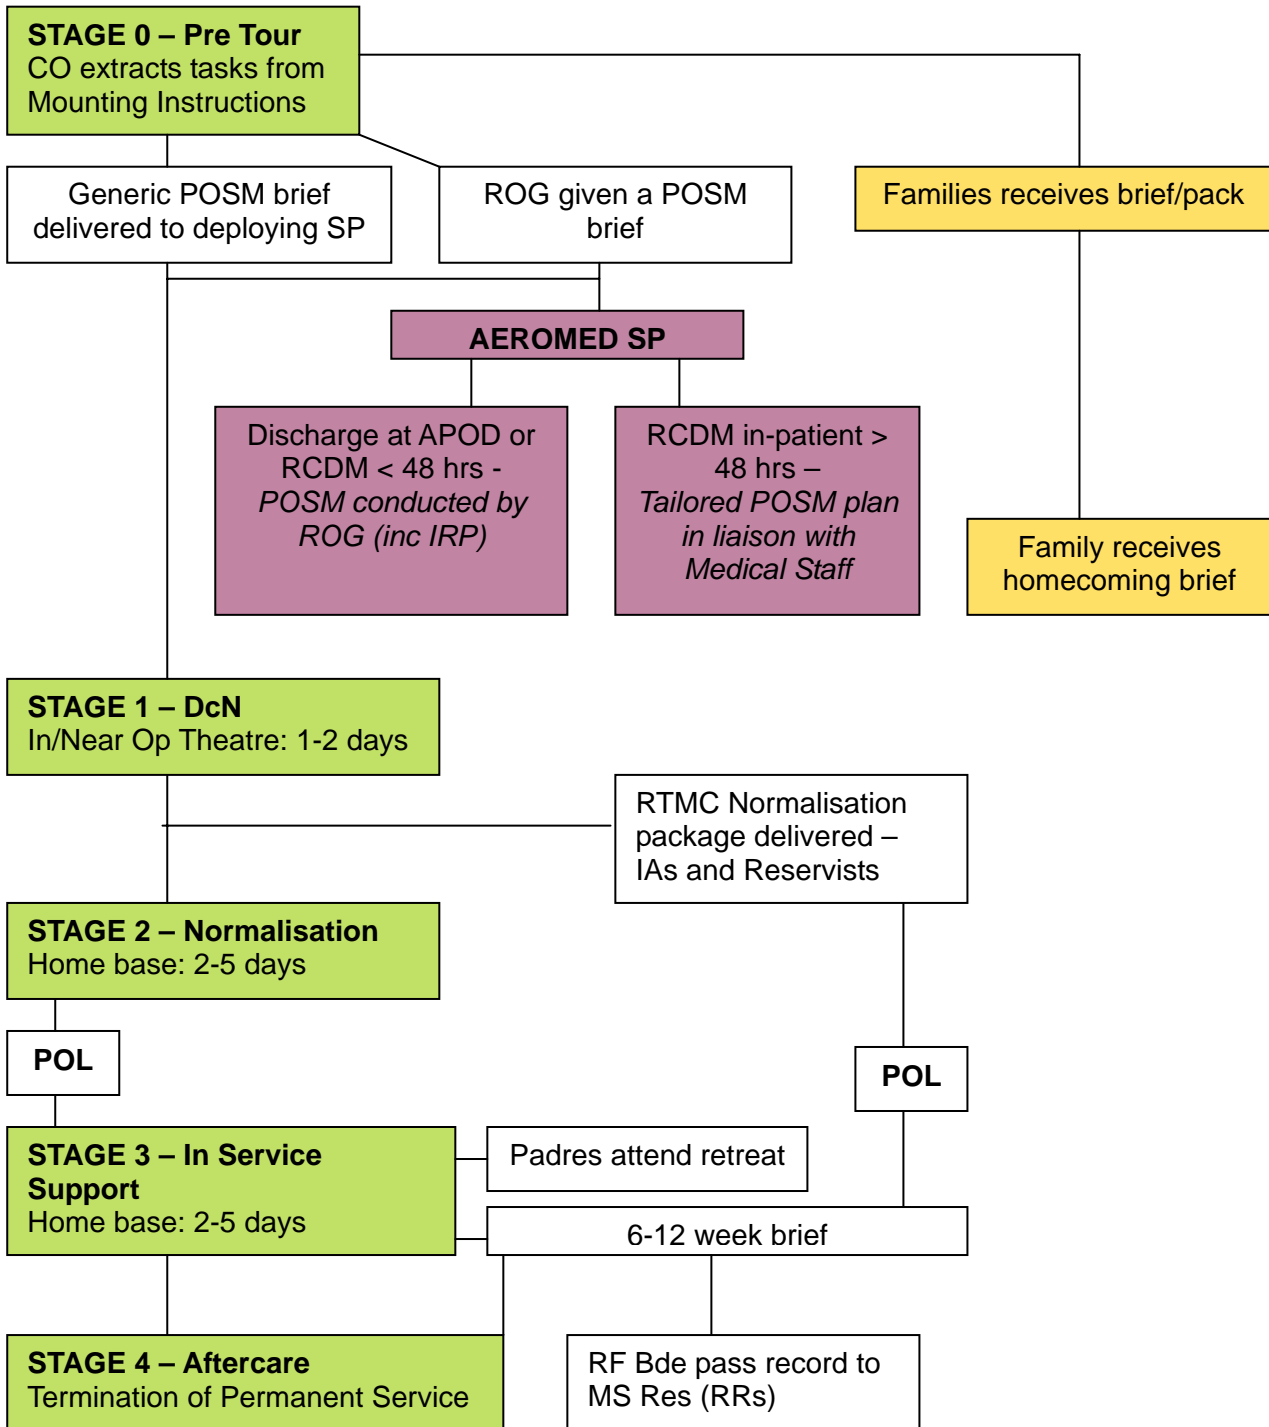 STAGE 0 – Pre Tour
CO extracts tasks from
Mounting Instructions
Generic POSM brief
delivered to deploying SP
ROG given a POSM
brief
Families receives brief/pack
AEROMED SP
Discharge at APOD or
RCDM < 48 hrs -
POSM conducted by
ROG (inc IRP)
RCDM in-patient >
48 hrs –
Tailored POSM plan
in liaison with
Medical Staff
Family receives
homecoming brief
STAGE 1 – DcN
In/Near Op Theatre: 1-2 days
RTMC Normalisation
package delivered –
IAs and Reservists
STAGE 2 – Normalisation
Home base: 2-5 days
POL
POL
STAGE 3 – In Service
Support
Home base: 2-5 days
Padres attend retreat
6-12 week brief
STAGE 4 – Aftercare
Termination of Permanent Service
RF Bde pass record to
MS Res (RRs)